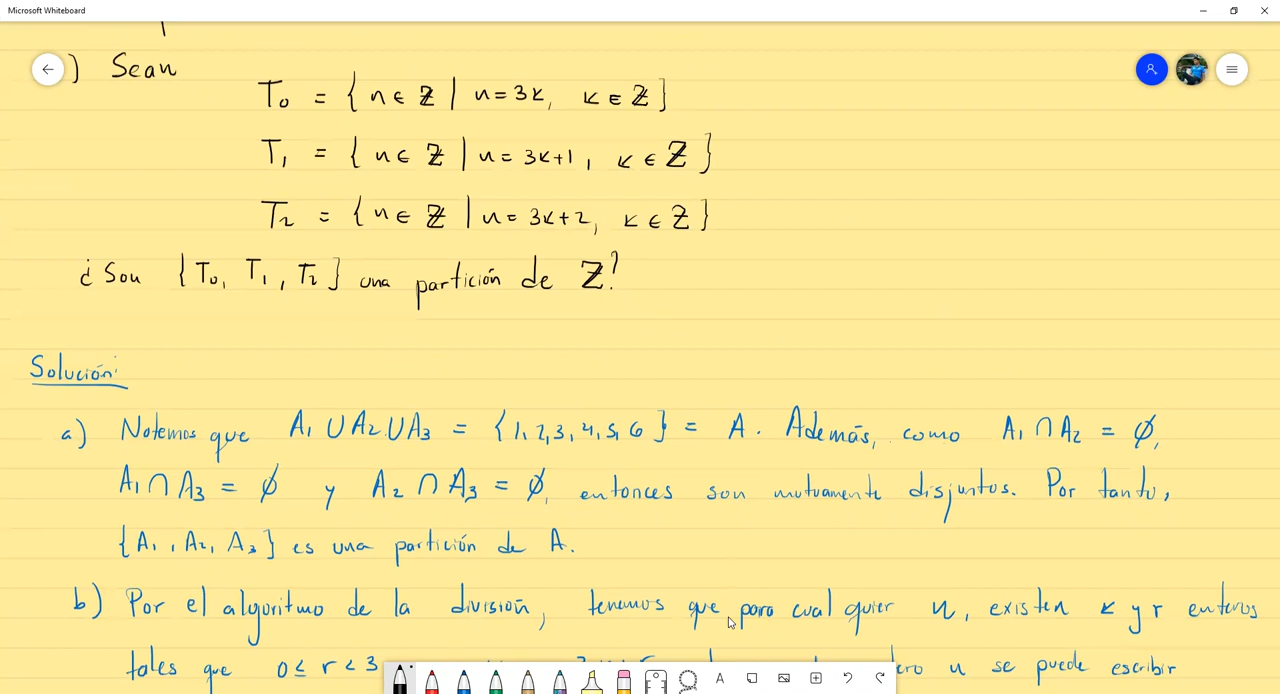 Microsoft Whiteboard
) Sean
T₀ = { n ∈ ℤ | n = 3k, k ∈ ℤ }
T₁ = { n ∈ ℤ | n = 3k+1, k ∈ ℤ }
T₂ = { n ∈ ℤ | n = 3k+2, k ∈ ℤ }
¿Son {T₀, T₁, T₂} una partición de ℤ?
Solución:
a) Notemos que A₁ ∪ A₂ ∪ A₃ = {1,2,3,4,5,6} = A. Además, como A₁ ∩ A₂ = ∅,
A₁ ∩ A₃ = ∅ y A₂ ∩ A₃ = ∅, entonces son mutuamente disjuntos. Por tanto,
{A₁, A₂, A₃} es una partición de A.
b) Por el algoritmo de la división, tenemos que para cualquier n, existen k y r enteros
tales que 0 ≤ r < 3 n se puede escribir